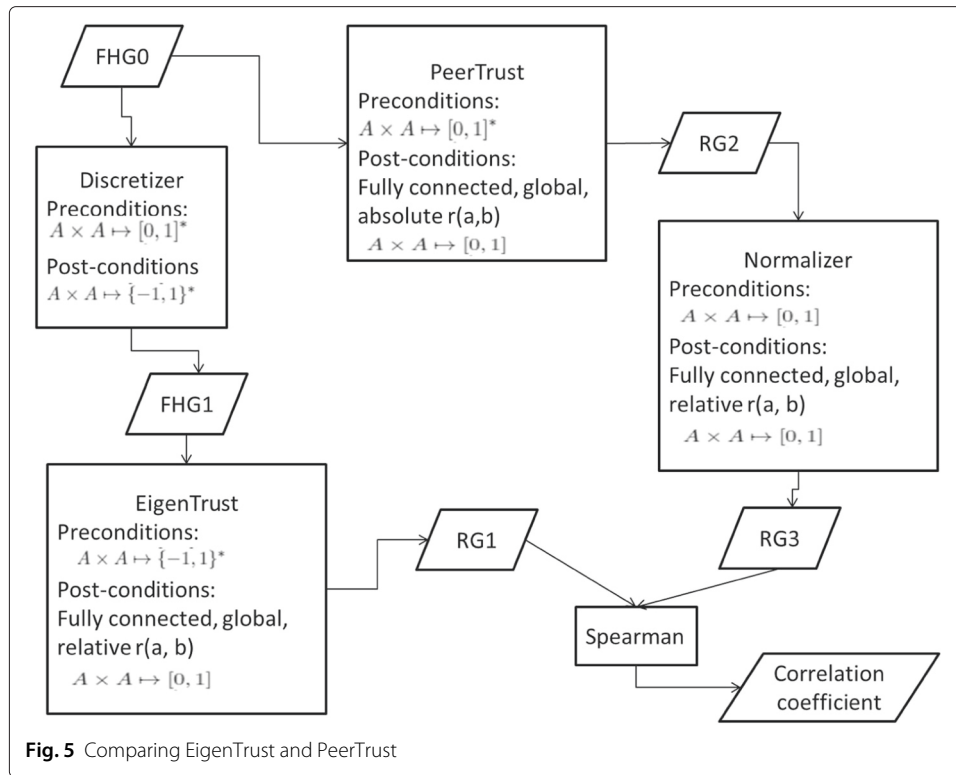 FHG0
PeerTrust
Preconditions:
A × A ↦ [0, 1]*
Post-conditions:
Fully connected, global,
absolute r(a,b)
A × A ↦ [0, 1]
RG2
Discretizer
Preconditions:
A × A ↦ [0, 1]*
Post-conditions
A × A ↦ {−1, 1}*
Normalizer
Preconditions:
A × A ↦ [0, 1]
Post-conditions:
Fully connected, global,
relative r(a, b)
A × A ↦ [0, 1]
FHG1
EigenTrust
Preconditions:
A × A ↦ {−1, 1}*
Post-conditions:
Fully connected, global,
relative r(a, b)
A × A ↦ [0, 1]
RG1
RG3
Spearman
Correlation
coefficient
Fig. 5 Comparing EigenTrust and PeerTrust